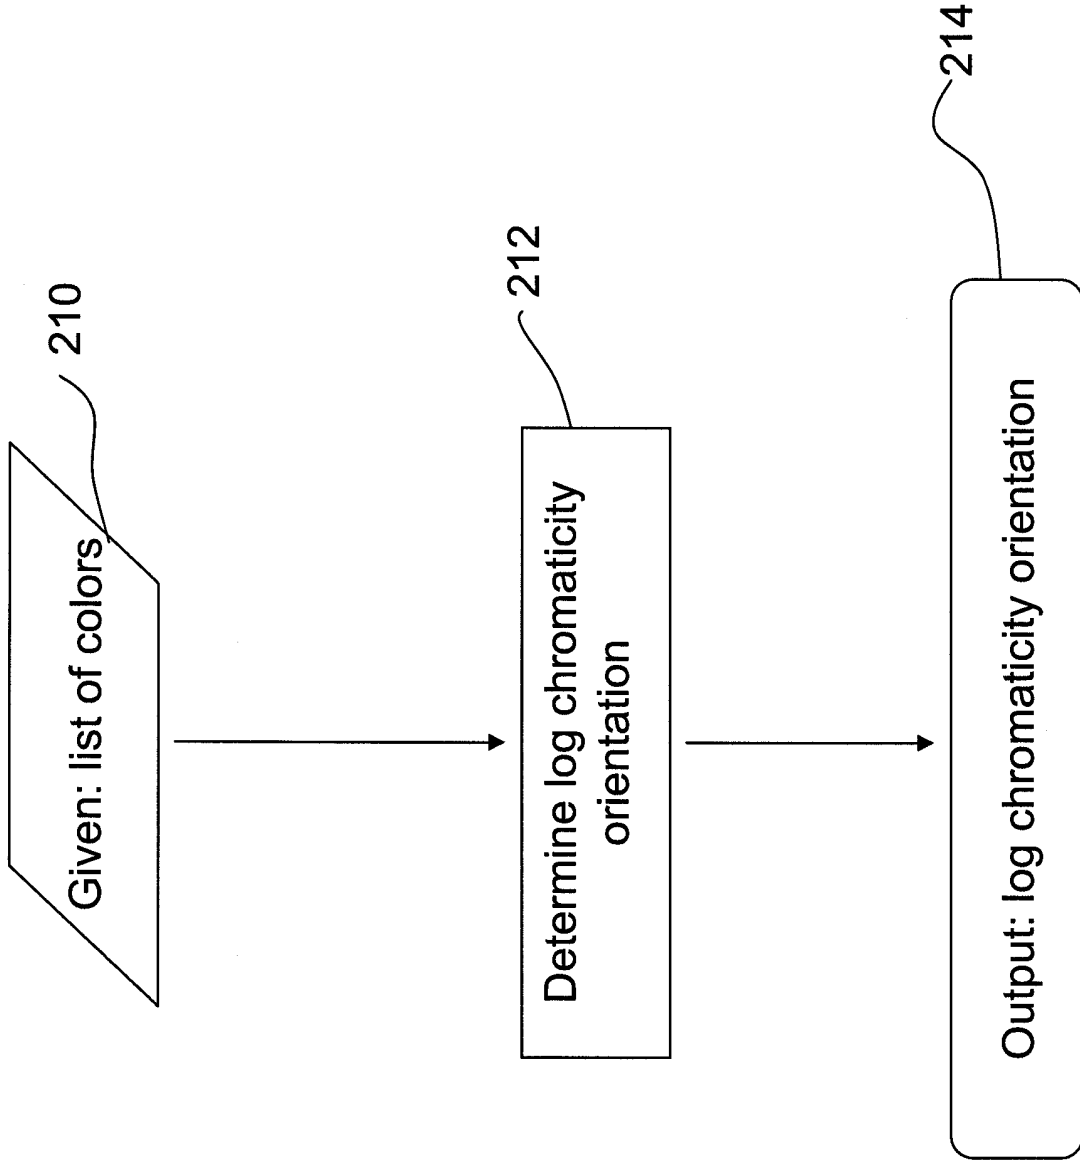 Given: list of colors
210
Determine log chromaticity
orientation
212
Output: log chromaticity orientation
214